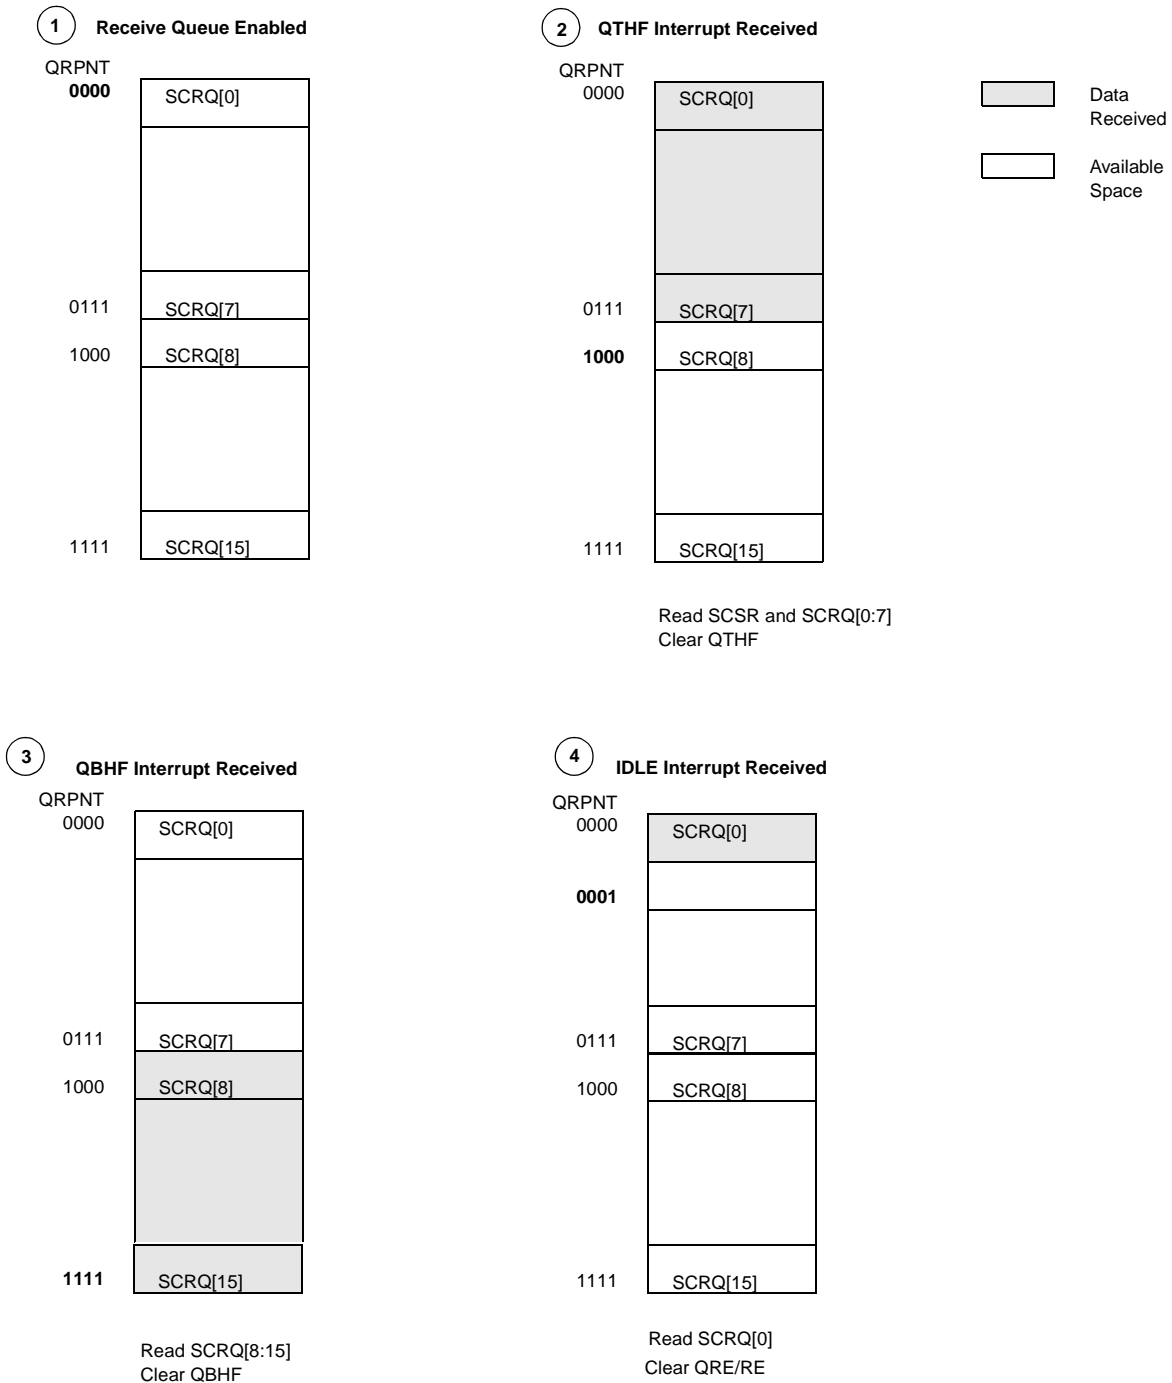 1 Receive Queue Enabled
QRPNT
0000 SCRQ[0]
0111 SCRQ[7]
1000 SCRQ[8]
1111 SCRQ[15]
2 QTHF Interrupt Received
QRPNT
0000 SCRQ[0]
0111 SCRQ[7]
1000 SCRQ[8]
1111 SCRQ[15]
Read SCSR and SCRQ[0:7]
Clear QTHF
Data
Received
Available
Space
3 QBHF Interrupt Received
QRPNT
0000 SCRQ[0]
0111 SCRQ[7]
1000 SCRQ[8]
1111 SCRQ[15]
Read SCRQ[8:15]
Clear QBHF
4 IDLE Interrupt Received
QRPNT
0000 SCRQ[0]
0001
0111 SCRQ[7]
1000 SCRQ[8]
1111 SCRQ[15]
Read SCRQ[0]
Clear QRE/RE